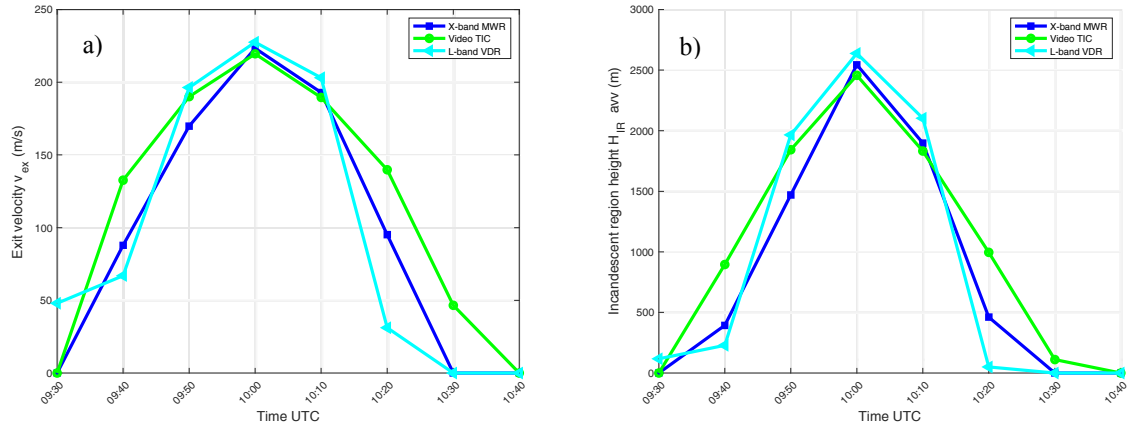 a)
X-band MWR
Video TIC
L-band VDR
Exit velocity v_ex (m/s)
250
200
150
100
50
0
09:30
09:40
09:50
10:00
10:10
10:20
10:30
10:40
Time UTC
b)
X-band MWR
Video TIC
L-band VDR
Incandescent region height H_IR avv (m)
3000
2500
2000
1500
1000
500
0
09:30
09:40
09:50
10:00
10:10
10:20
10:30
10:40
Time UTC